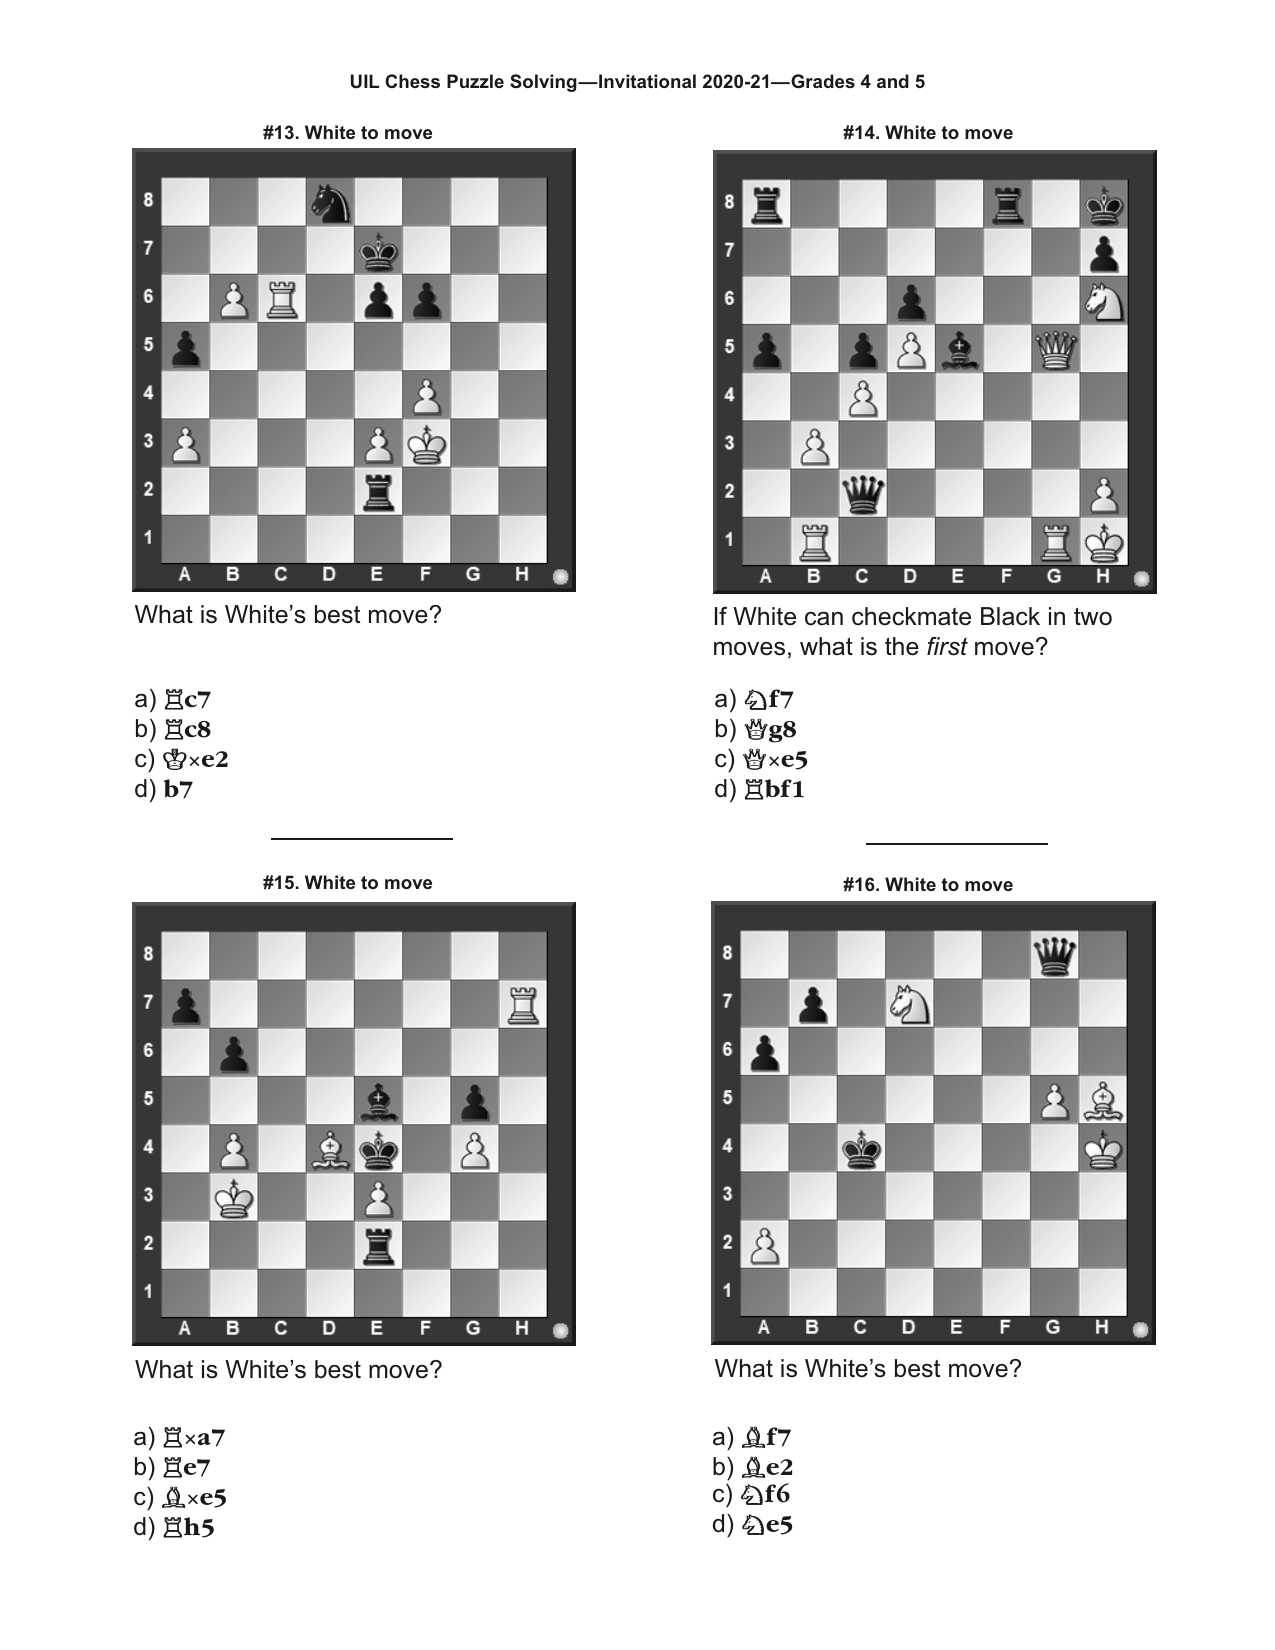 UIL Chess Puzzle Solving—Invitational 2020-21—Grades 4 and 5
#13. White to move
8
7
6
5
4
3
2
1
A B C D E F G H
What is White’s best move?
a) ♖c7
b) ♖c8
c) ♔×e2
d) b7
#14. White to move
8
7
6
5
4
3
2
1
A B C D E F G H
If White can checkmate Black in two
moves, what is the first move?
a) ♘f7
b) ♕g8
c) ♕×e5
d) ♖bf1
#15. White to move
8
7
6
5
4
3
2
1
A B C D E F G H
What is White’s best move?
a) ♖×a7
b) ♖e7
c) ♗×e5
d) ♖h5
#16. White to move
8
7
6
5
4
3
2
1
A B C D E F G H
What is White’s best move?
a) ♗f7
b) ♗e2
c) ♘f6
d) ♘e5